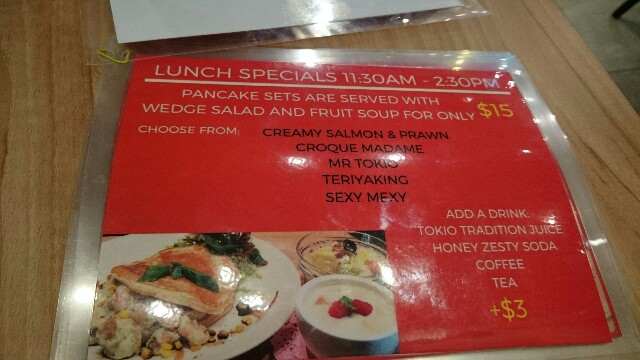 LUNCH SPECIALS 11:30AM - 2:30PM
PANCAKE SETS ARE SERVED WITH
WEDGE SALAD AND FRUIT SOUP FOR ONLY $15
CHOOSE FROM:
CREAMY SALMON & PRAWN
CROQUE MADAME
MR TOKIO
TERIYAKING
SEXY MEXY
ADD A DRINK:
TOKIO TRADITION JUICE
HONEY ZESTY SODA
COFFEE
TEA
+$3